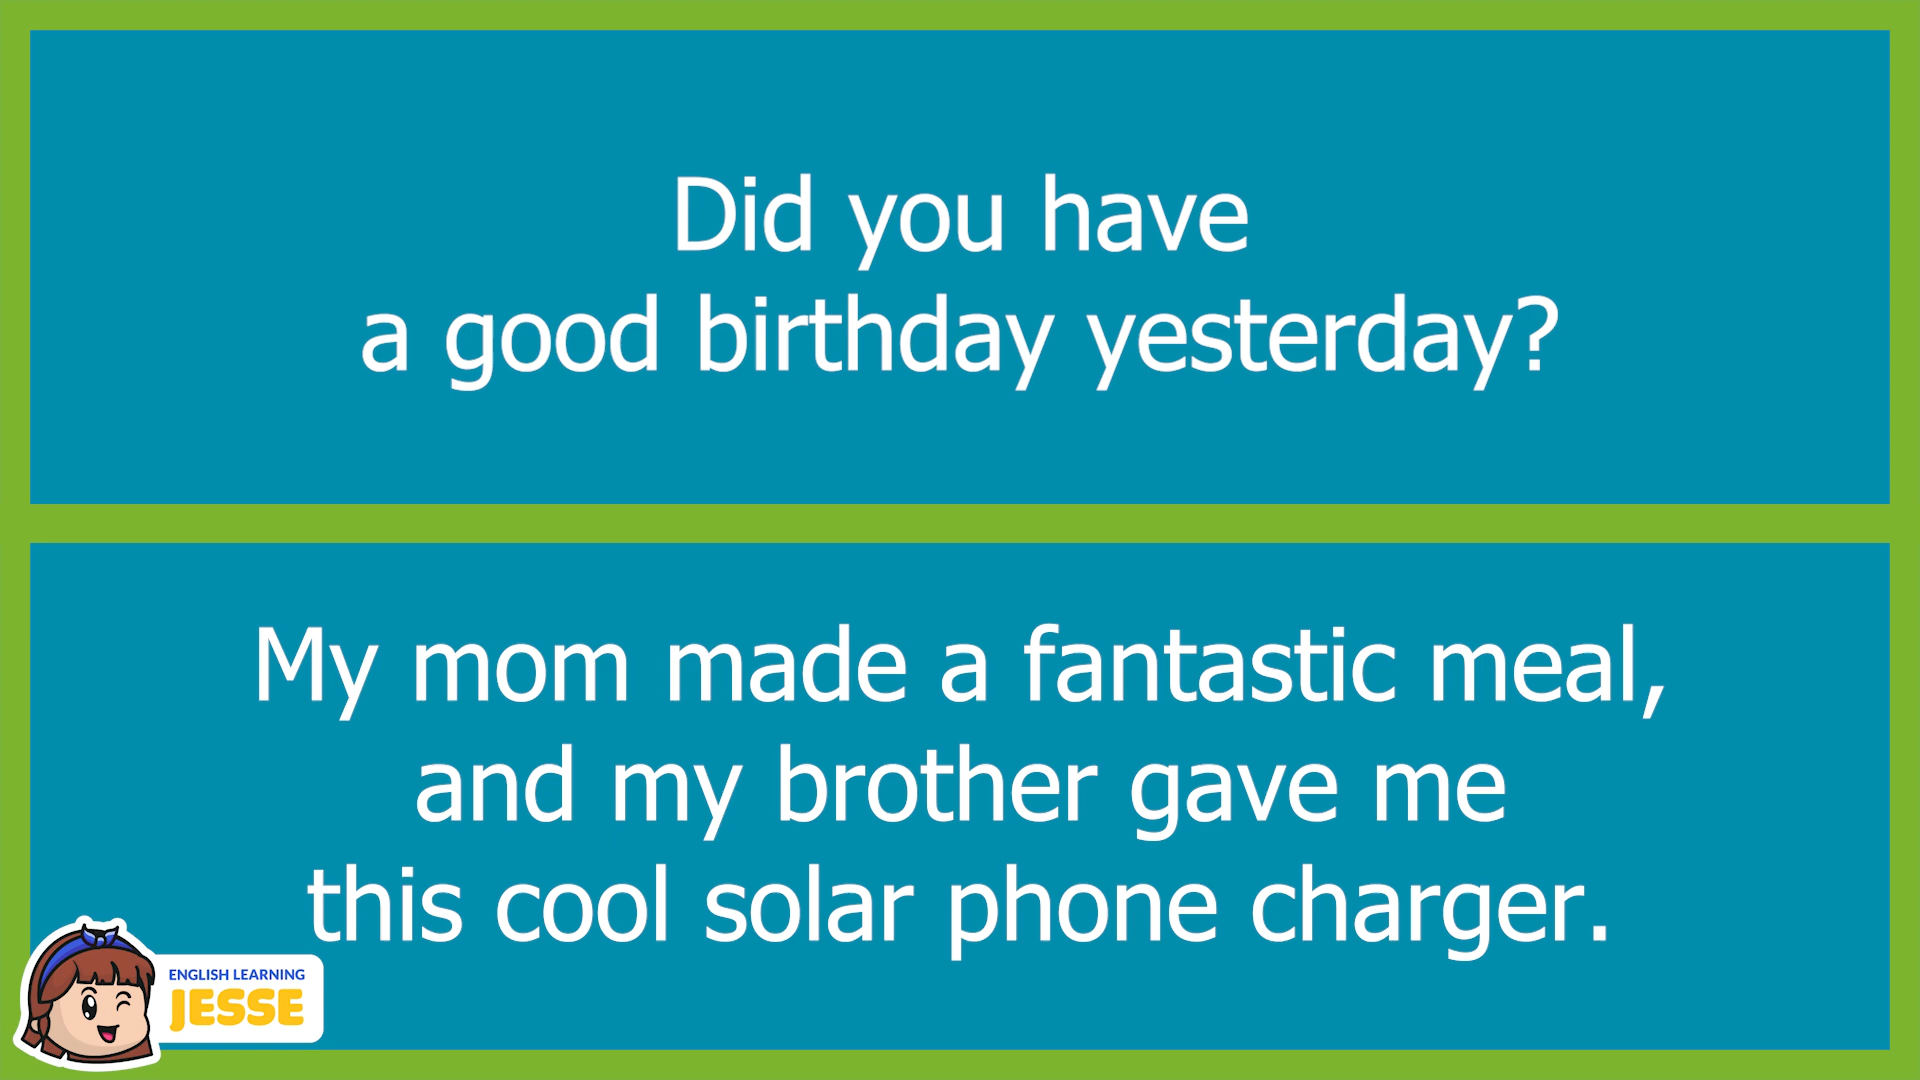 Did you have
a good birthday yesterday?
My mom made a fantastic meal,
and my brother gave me
this cool solar phone charger.
ENGLISH LEARNING
JESSE